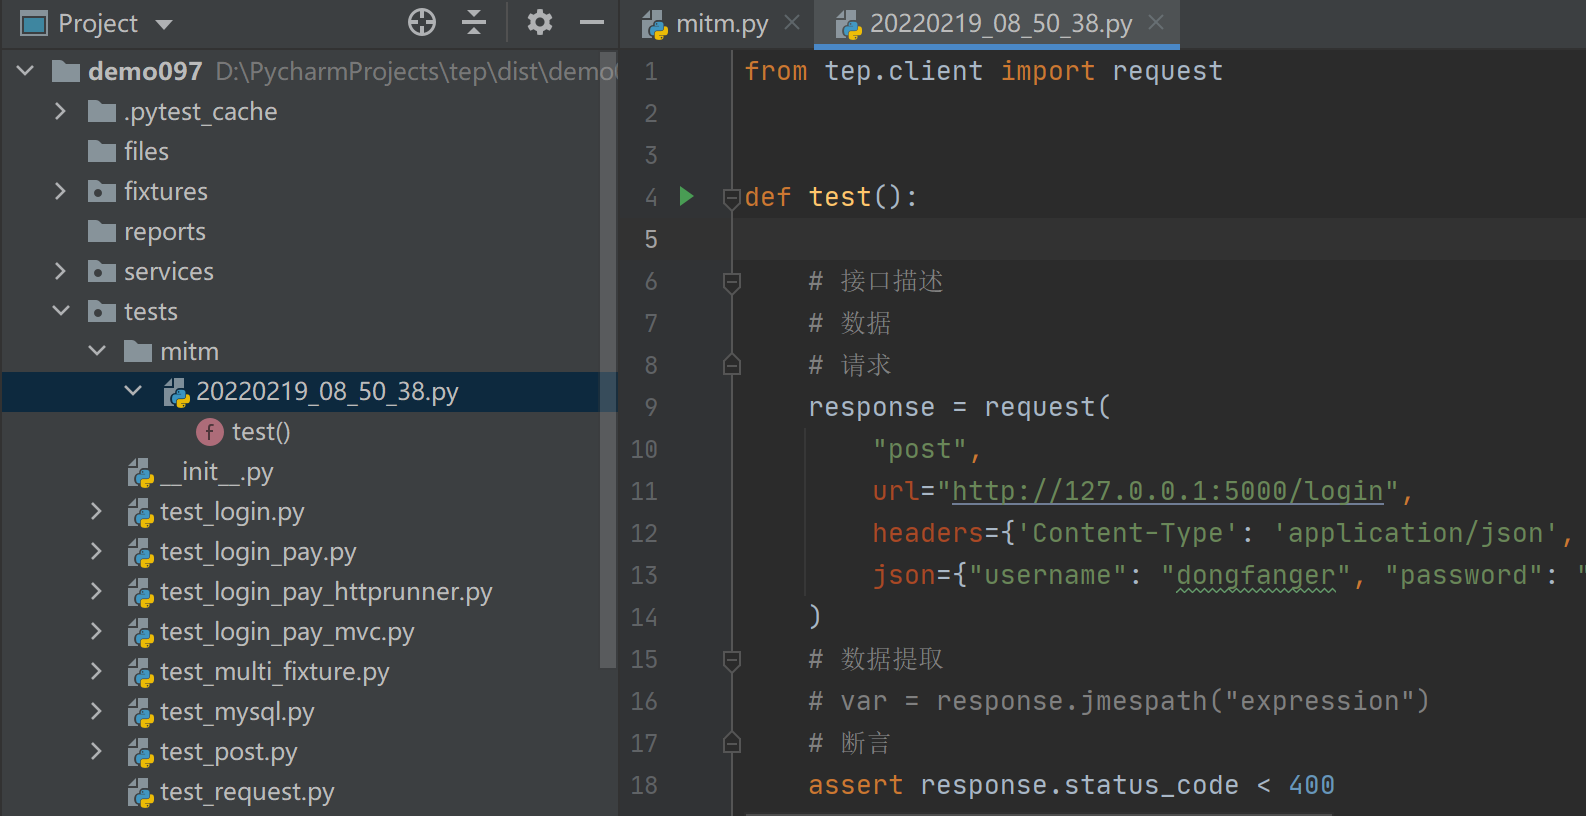 Project
demo097 D:\PycharmProjects\tep\dist\demo
.pytest_cache
files
fixtures
reports
services
tests
mitm
20220219_08_50_38.py
f test()
__init__.py
test_login.py
test_login_pay.py
test_login_pay_httprunner.py
test_login_pay_mvc.py
test_multi_fixture.py
test_mysql.py
test_post.py
test_request.py
mitm.py
20220219_08_50_38.py
1 from tep.client import request
2
3
4 def test():
5
6 # 接口描述
7 # 数据
8 # 请求
9 response = request(
10 "post",
11 url="http://127.0.0.1:5000/login",
12 headers={'Content-Type': 'application/json',
13 json={"username": "dongfanger", "password": "
14 )
15 # 数据提取
16 # var = response.jmespath("expression")
17 # 断言
18 assert response.status_code < 400